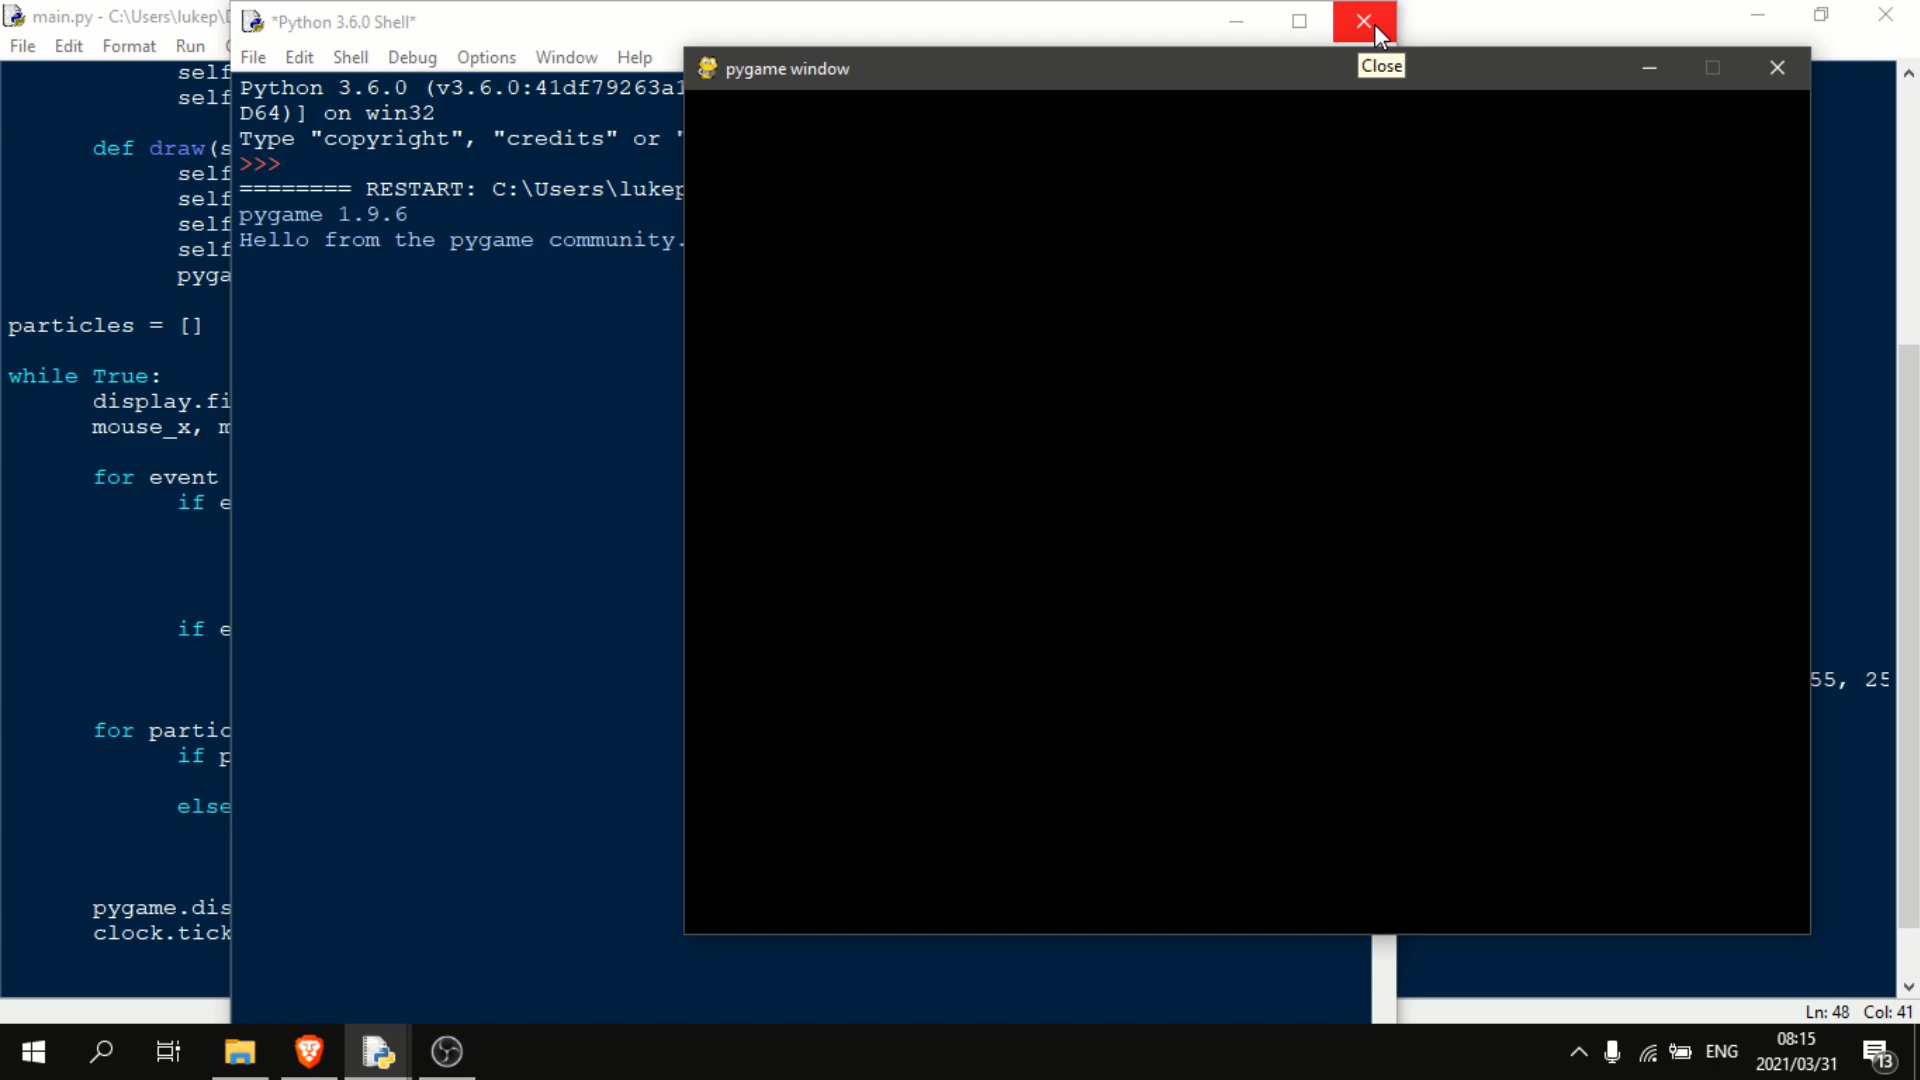 main.py - C:\Users\lukep\
File Edit Format Run
self
self
def draw(s
self
self
self
self
pyga
particles = []
while True:
display.fi
mouse_x, m
for event
if e
if e
for partic
if p
else
pygame.dis
clock.tick
*Python 3.6.0 Shell*
File Edit Shell Debug Options Window Help
Python 3.6.0 (v3.6.0:41df79263a1
D64)] on win32
Type "copyright", "credits" or "
>>>
======== RESTART: C:\Users\lukep
pygame 1.9.6
Hello from the pygame community.
Close
pygame window
55, 25
Ln: 48 Col: 41
ENG
08:15
2021/03/31
13